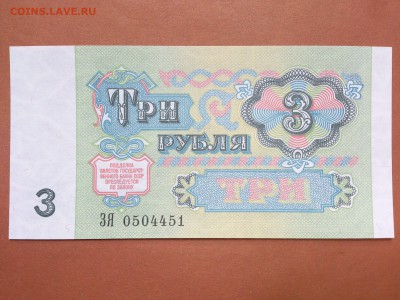 COINS.LAVE.RU
ТРИ
РУБЛЯ
3
ПОДДЕЛКА
БИЛЕТОВ ГОСУДАРСТ-
ВЕННОГО БАНКА СССР
ПРЕСЛЕДУЕТСЯ
ПО ЗАКОНУ
ТРИ
3
ЗЯ 0504451